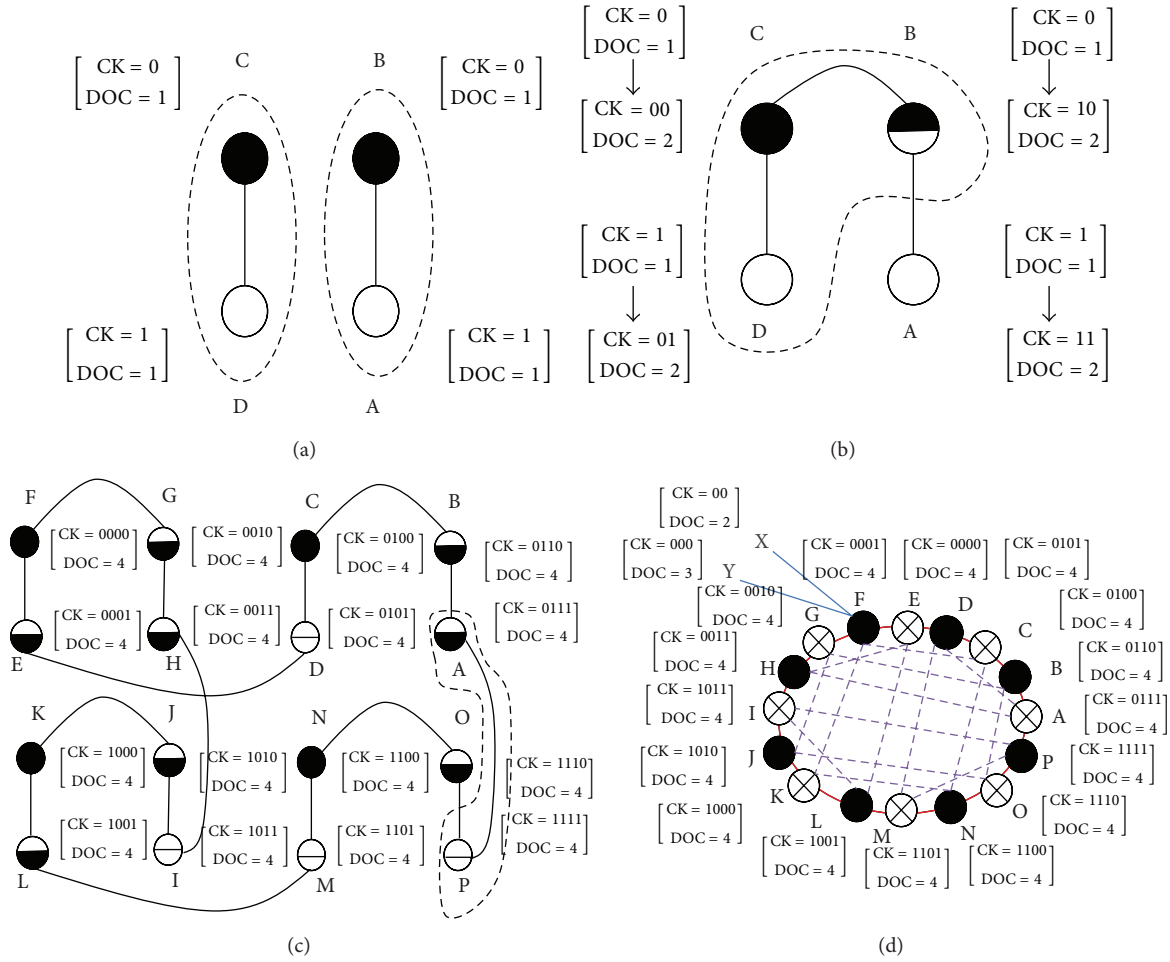 C
B
CK = 0
DOC = 1
CK = 0
DOC = 1
CK = 1
DOC = 1
CK = 1
DOC = 1
D
A
(a)
CK = 0
DOC = 1
C
B
CK = 0
DOC = 1
CK = 00
DOC = 2
CK = 10
DOC = 2
CK = 1
DOC = 1
CK = 1
DOC = 1
D
A
CK = 01
DOC = 2
CK = 11
DOC = 2
(b)
F
G
C
B
CK = 0000
DOC = 4
CK = 0010
DOC = 4
CK = 0100
DOC = 4
CK = 0110
DOC = 4
CK = 0001
DOC = 4
CK = 0011
DOC = 4
CK = 0101
DOC = 4
CK = 0111
DOC = 4
E
H
D
A
K
J
N
O
CK = 1000
DOC = 4
CK = 1010
DOC = 4
CK = 1100
DOC = 4
CK = 1110
DOC = 4
CK = 1001
DOC = 4
CK = 1011
DOC = 4
CK = 1101
DOC = 4
CK = 1111
DOC = 4
L
I
M
P
(c)
CK = 00
DOC = 2
X
CK = 000
DOC = 3
Y
CK = 0001
DOC = 4
CK = 0000
DOC = 4
CK = 0101
DOC = 4
CK = 0010
DOC = 4
CK = 0100
DOC = 4
G
F
E
D
C
CK = 0011
DOC = 4
CK = 0110
DOC = 4
H
B
CK = 1011
DOC = 4
I
A
CK = 0111
DOC = 4
CK = 1010
DOC = 4
J
P
CK = 1111
DOC = 4
CK = 1000
DOC = 4
K
O
CK = 1110
DOC = 4
L
M
N
CK = 1001
DOC = 4
CK = 1101
DOC = 4
CK = 1100
DOC = 4
(d)